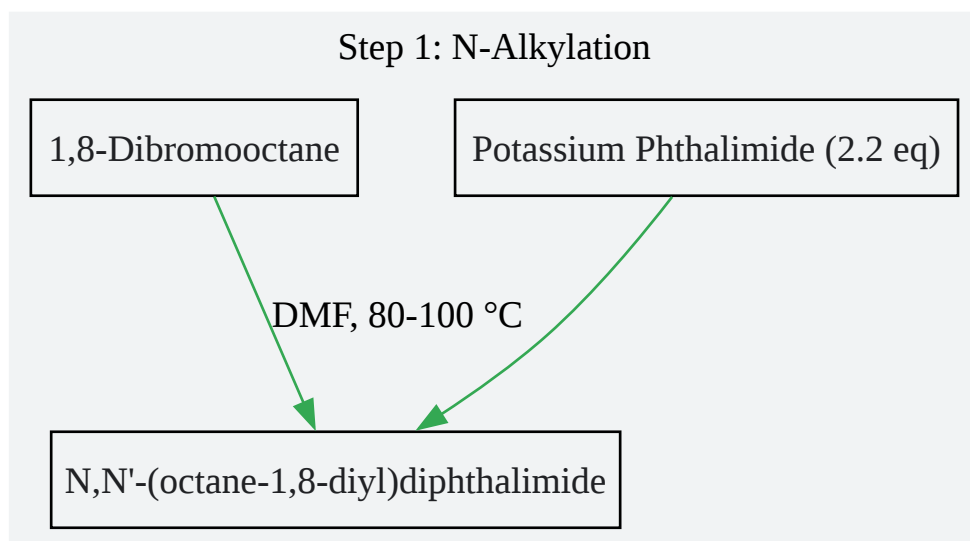 Step 1: N-Alkylation
1,8-Dibromooctane
Potassium Phthalimide (2.2 eq)
DMF, 80-100 °C
N,N'-(octane-1,8-diyl)diphthalimide